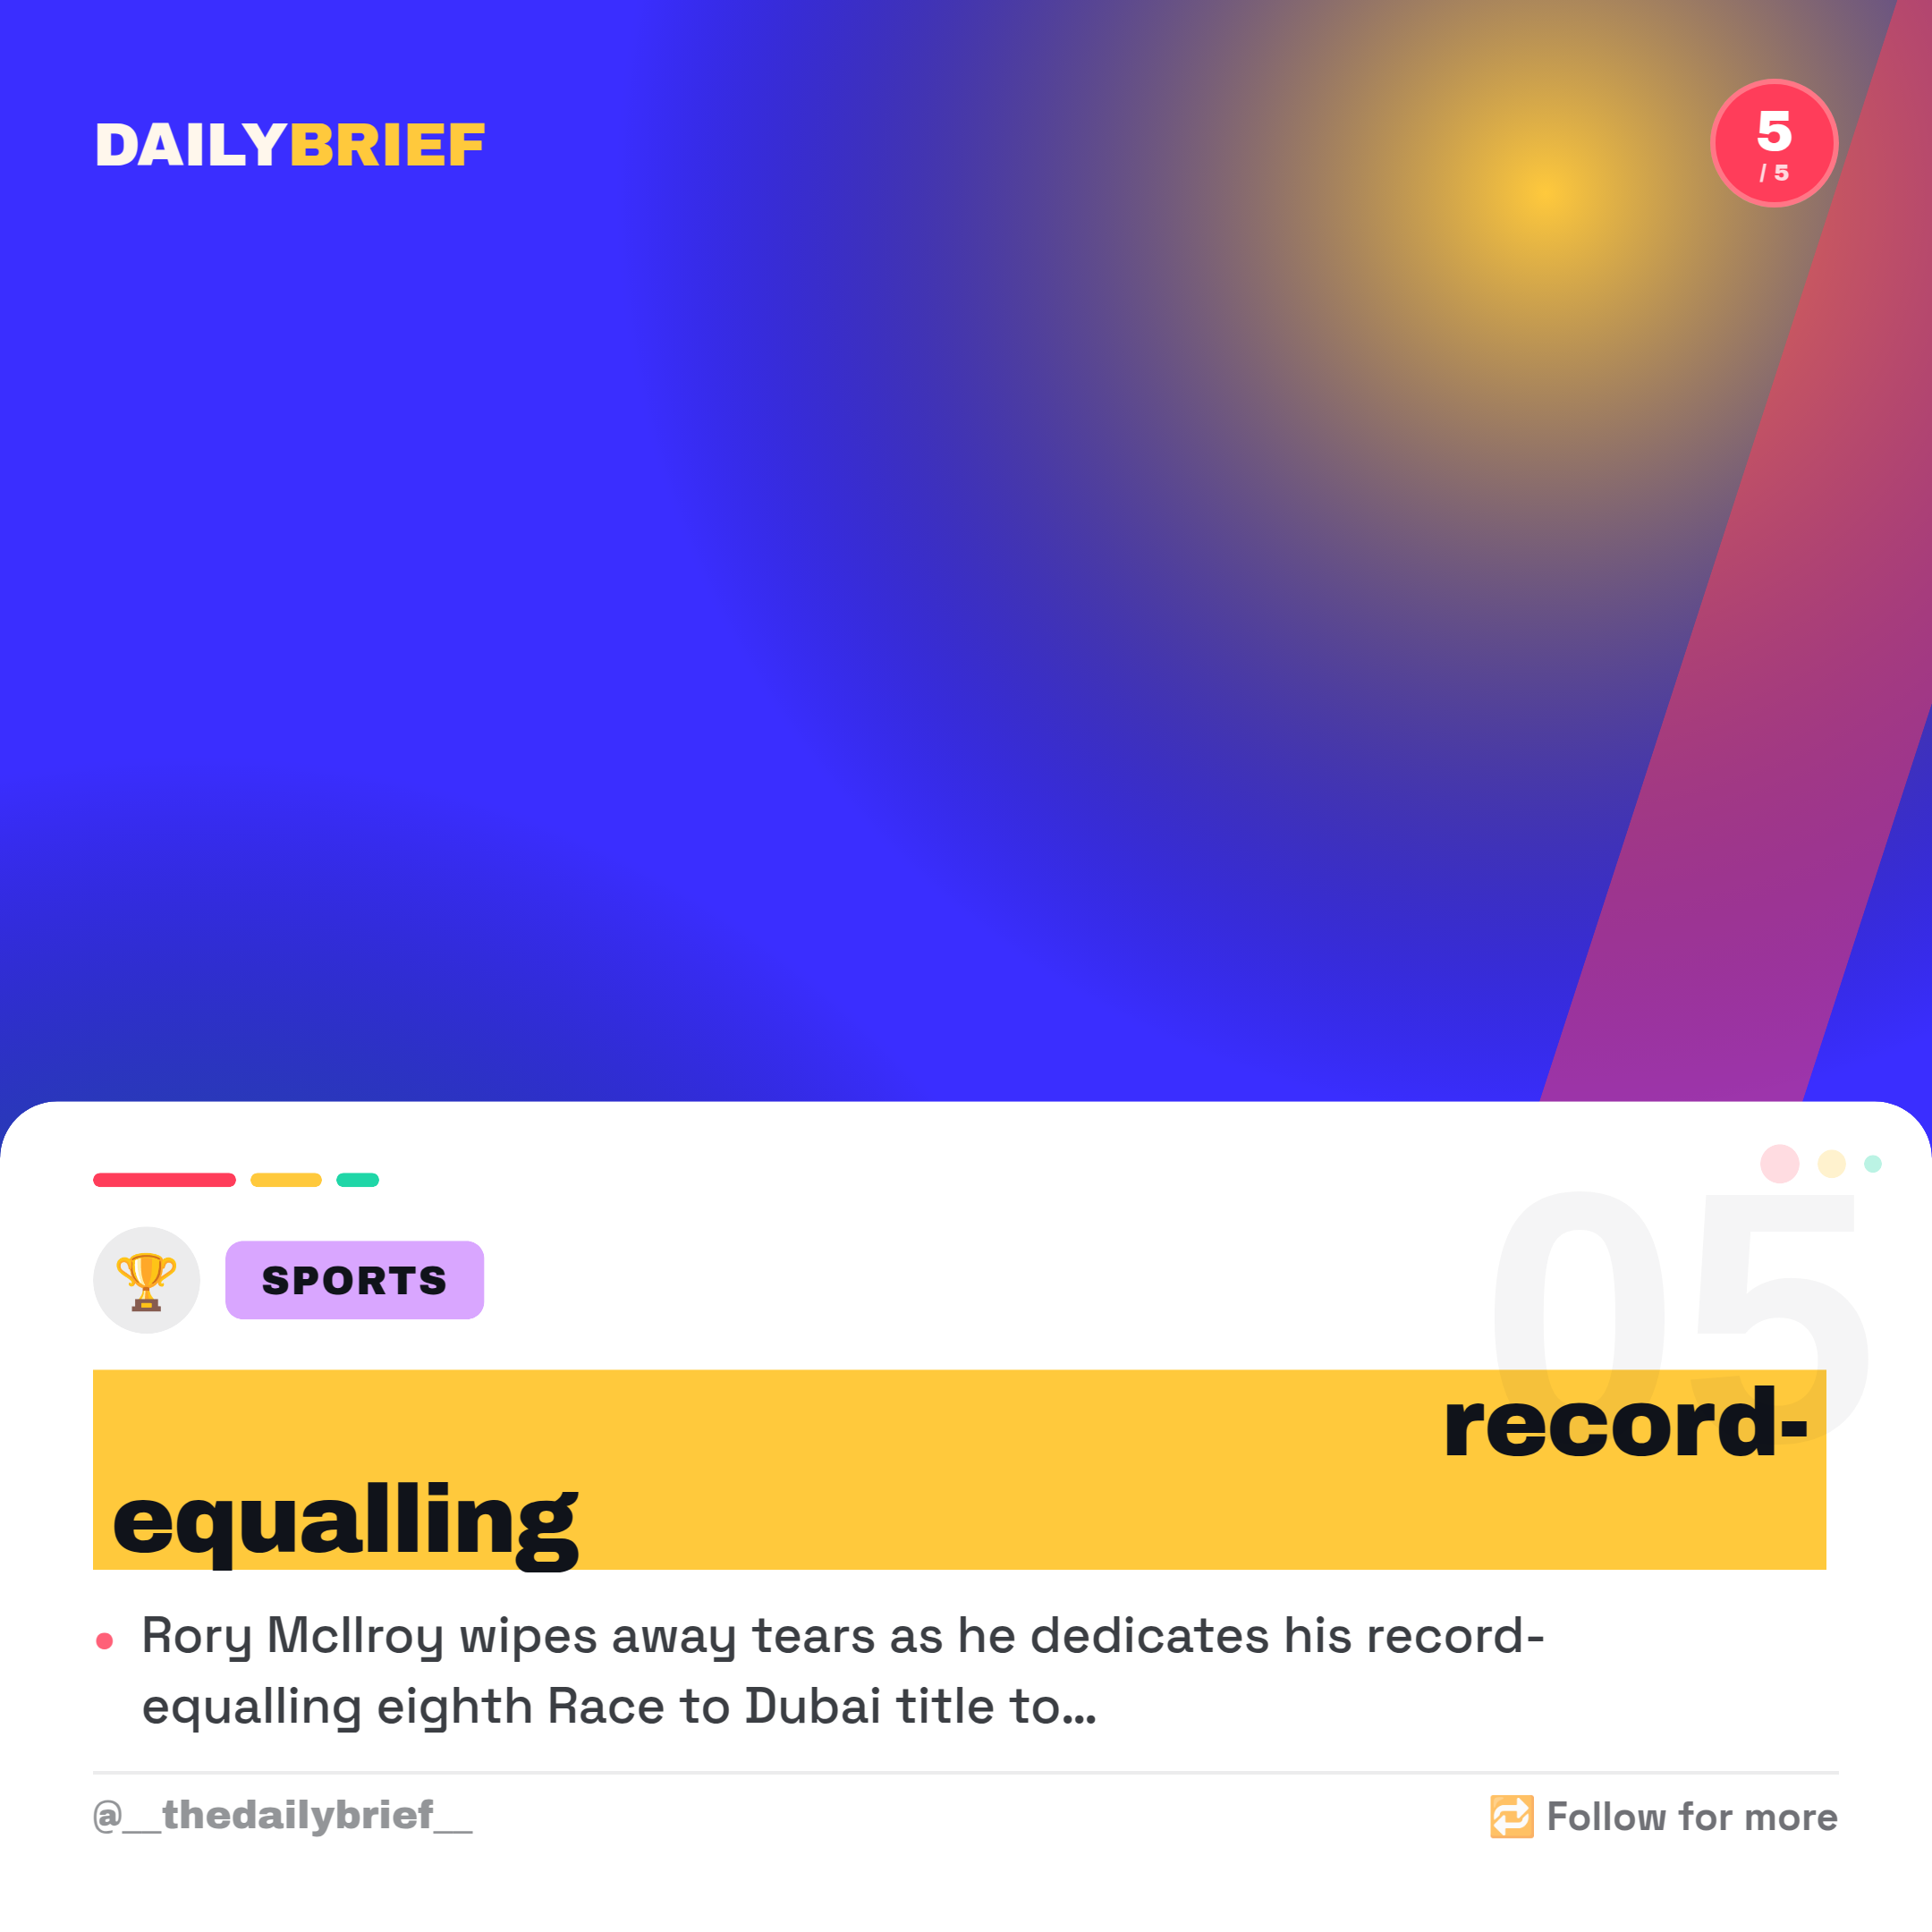 DAILYBRIEF
5
/ 5
05
🏆 SPORTS
record-
equalling
• Rory McIlroy wipes away tears as he dedicates his record-
equalling eighth Race to Dubai title to…
@__thedailybrief__
🔁 Follow for more